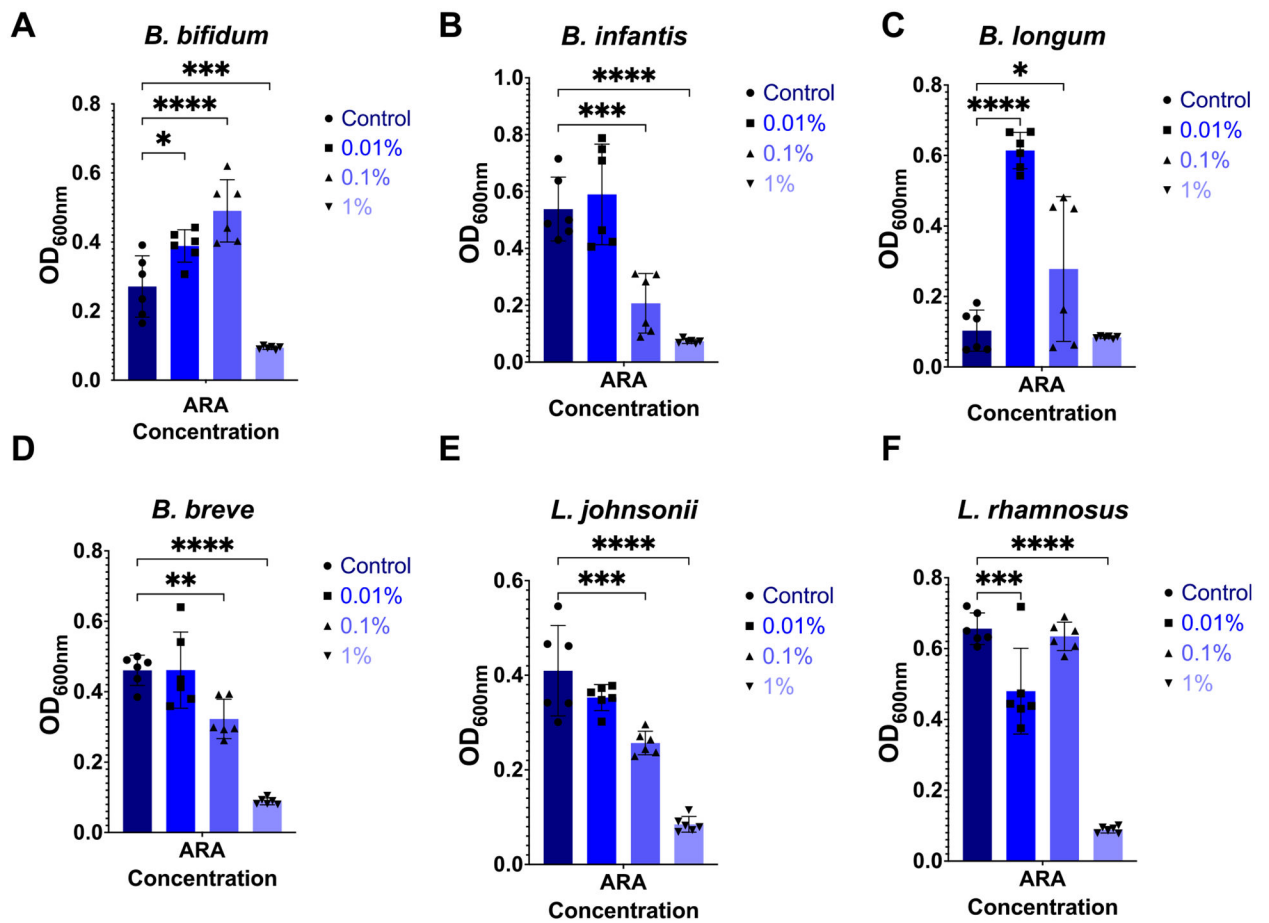 A
B. bifidum
***
****
*
OD600nm
0.8
0.6
0.4
0.2
0.0
ARA
Concentration
Control
0.01%
0.1%
1%
B
B. infantis
****
***
OD600nm
1.0
0.8
0.6
0.4
0.2
0.0
ARA
Concentration
Control
0.01%
0.1%
1%
C
B. longum
*
****
OD600nm
0.8
0.6
0.4
0.2
0.0
ARA
Concentration
Control
0.01%
0.1%
1%
D
B. breve
****
**
OD600nm
0.8
0.6
0.4
0.2
0.0
ARA
Concentration
Control
0.01%
0.1%
1%
E
L. johnsonii
****
***
OD600nm
0.6
0.4
0.2
0.0
ARA
Concentration
Control
0.01%
0.1%
1%
F
L. rhamnosus
****
***
OD600nm
0.8
0.6
0.4
0.2
0.0
ARA
Concentration
Control
0.01%
0.1%
1%